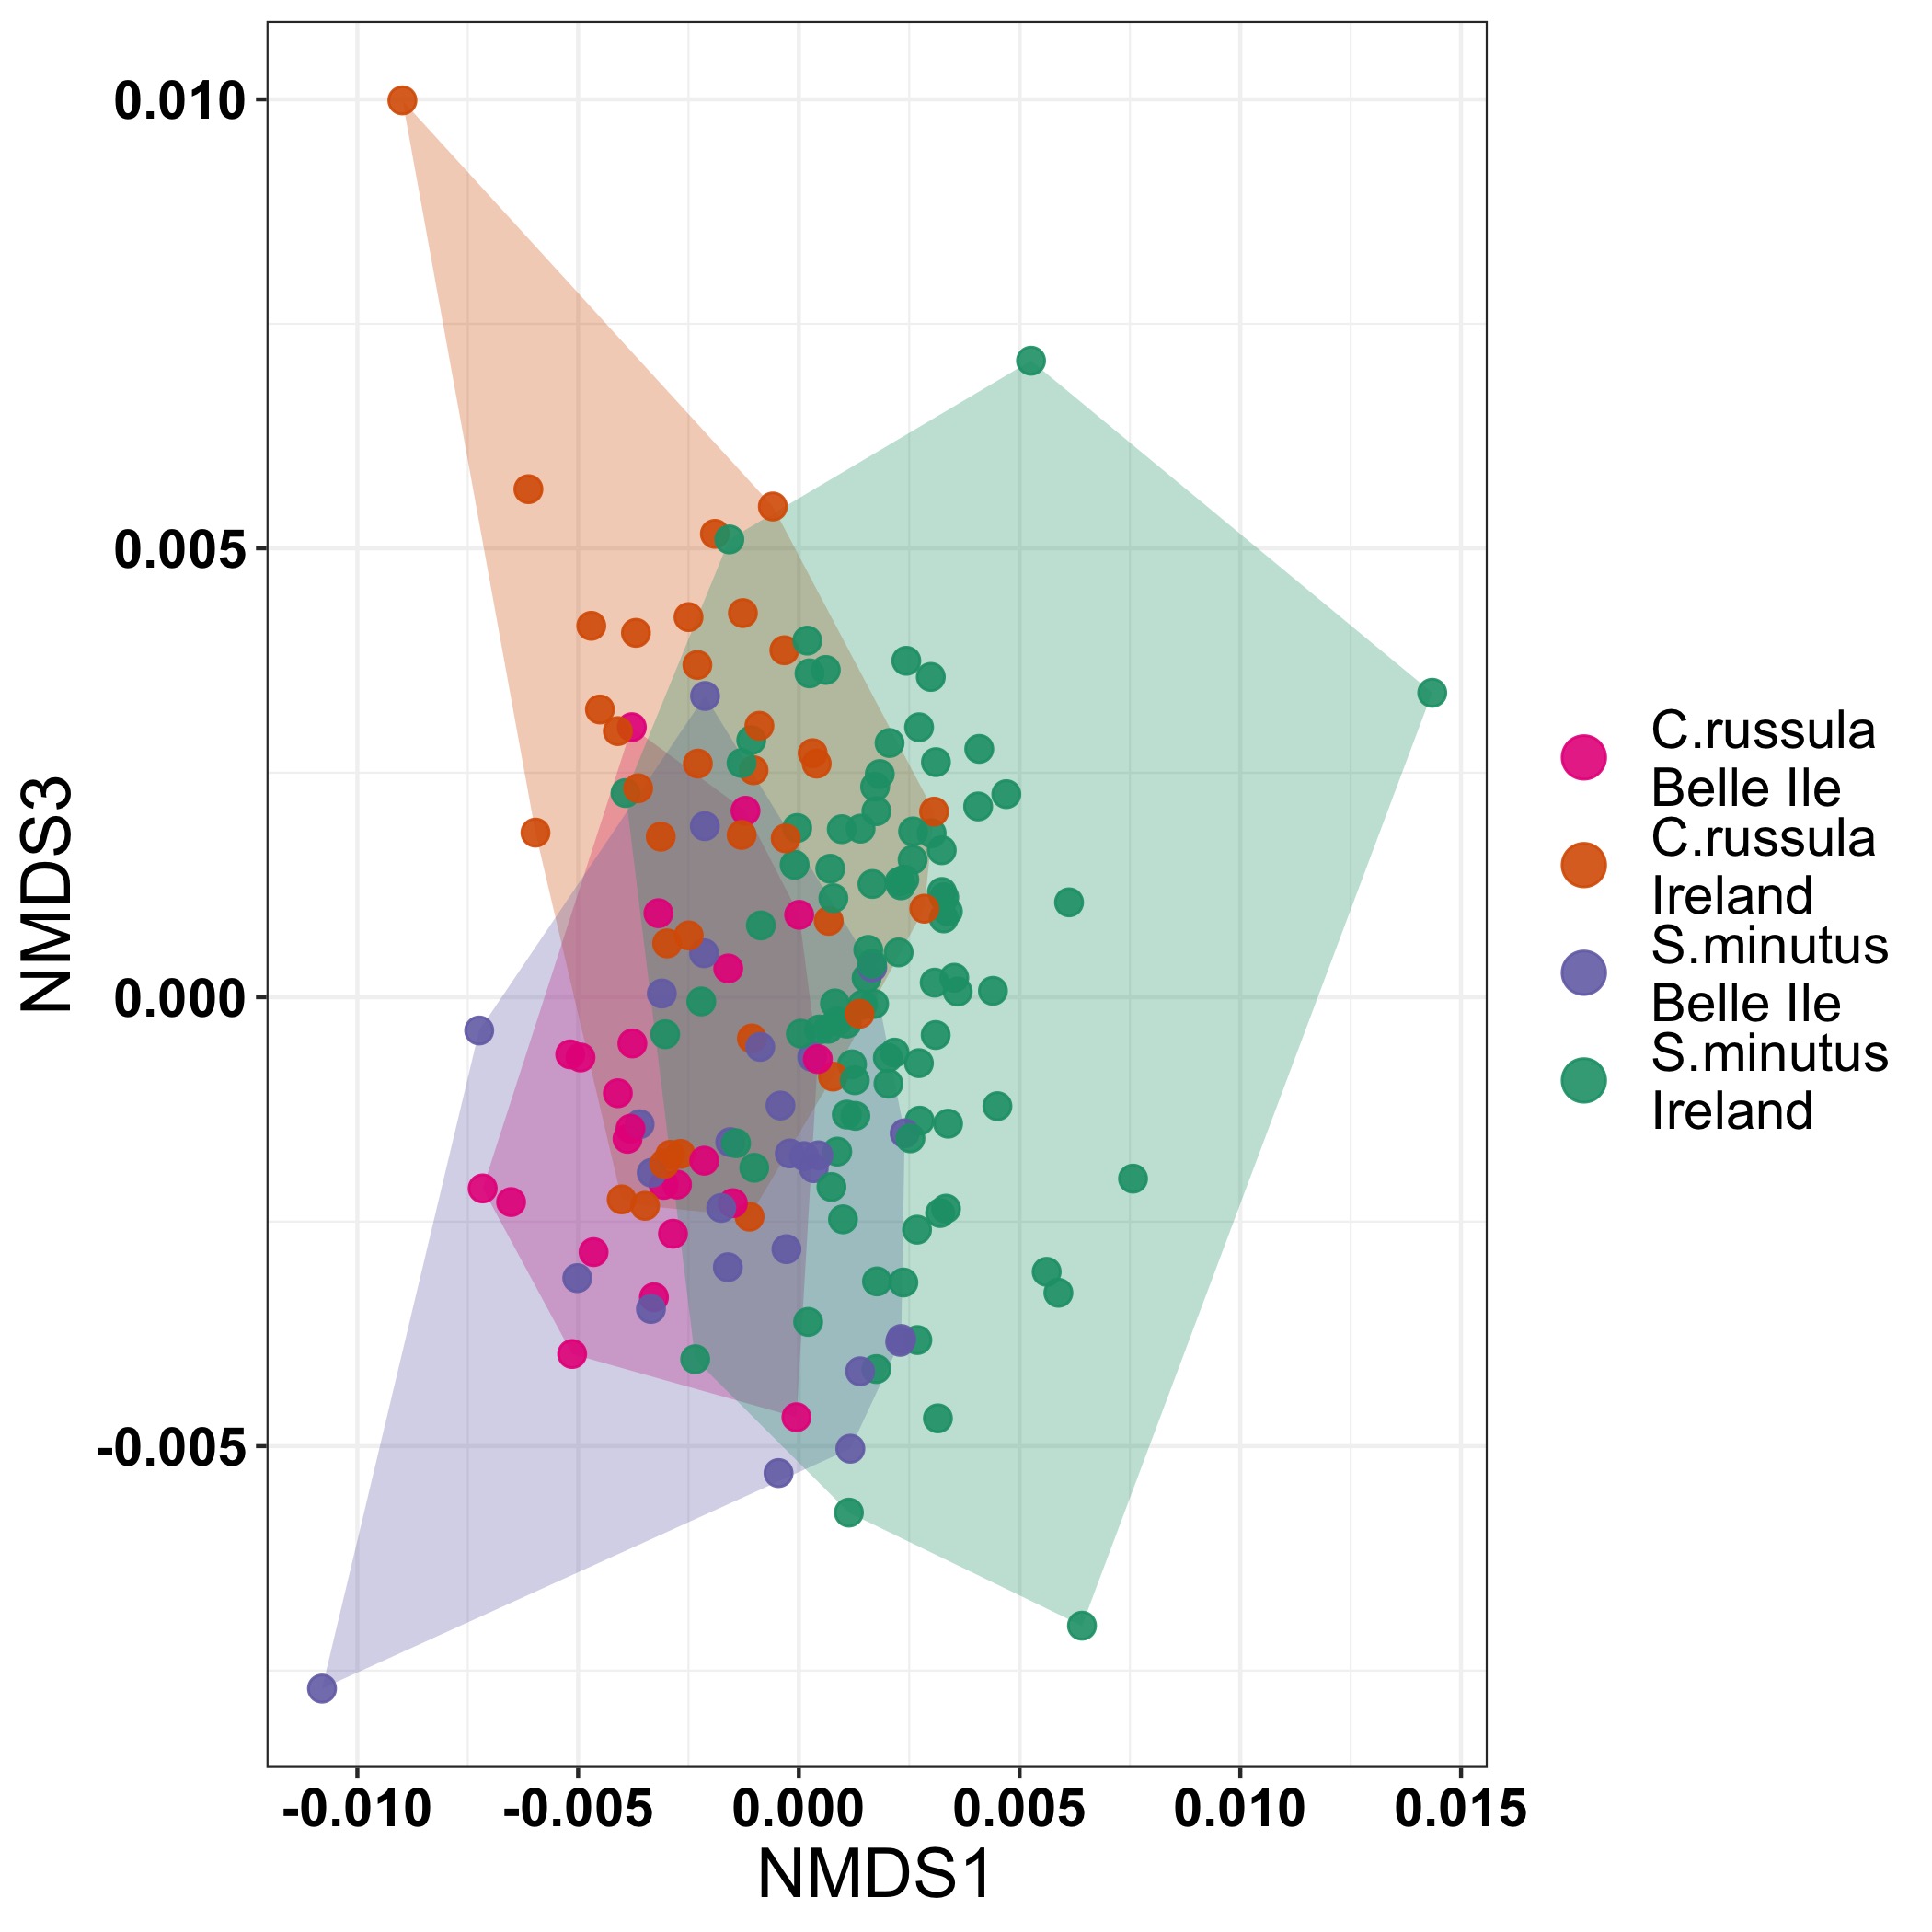 0.010
0.005
0.000
-0.005
NMDS3
-0.010
-0.005
0.000
0.005
0.010
0.015
NMDS1
C.russula
Belle Ile
C.russula
Ireland
S.minutus
Belle Ile
S.minutus
Ireland